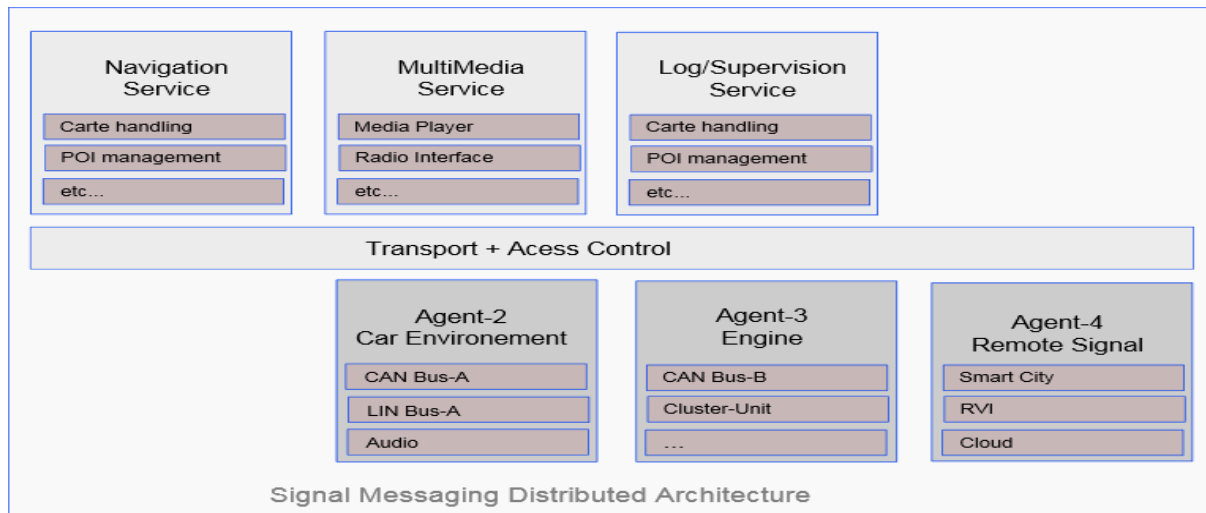 Navigation
Service
Carte handling
POI management
etc...
MultiMedia
Service
Media Player
Radio Interface
etc...
Log/Supervision
Service
Carte handling
POI management
etc...
Transport + Acess Control
Agent-2
Car Environement
CAN Bus-A
LIN Bus-A
Audio
Agent-3
Engine
CAN Bus-B
Cluster-Unit
...
Agent-4
Remote Signal
Smart City
RVI
Cloud
Signal Messaging Distributed Architecture